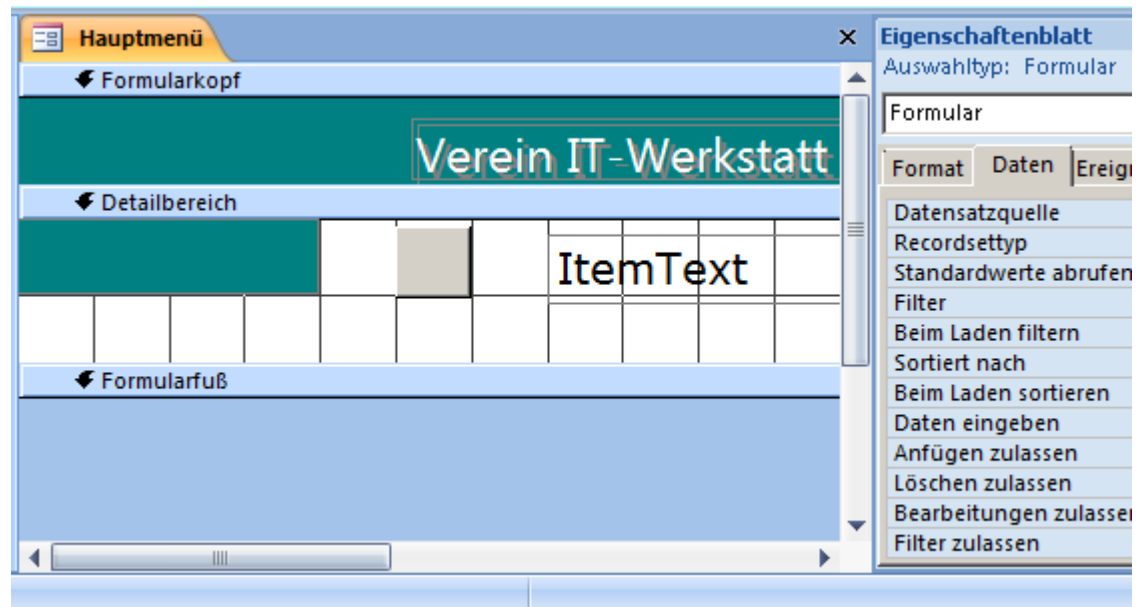 Hauptmenü
Formularkopf
Verein IT-Werkstatt
Detailbereich
ItemText
Formularfuß
Eigenschaftenblatt
Auswahltyp: Formular
Formular
Format Daten Ereign
Datensatzquelle
Recordsettyp
Standardwerte abrufen
Filter
Beim Laden filtern
Sortiert nach
Beim Laden sortieren
Daten eingeben
Anfügen zulassen
Löschen zulassen
Bearbeitungen zulassen
Filter zulassen